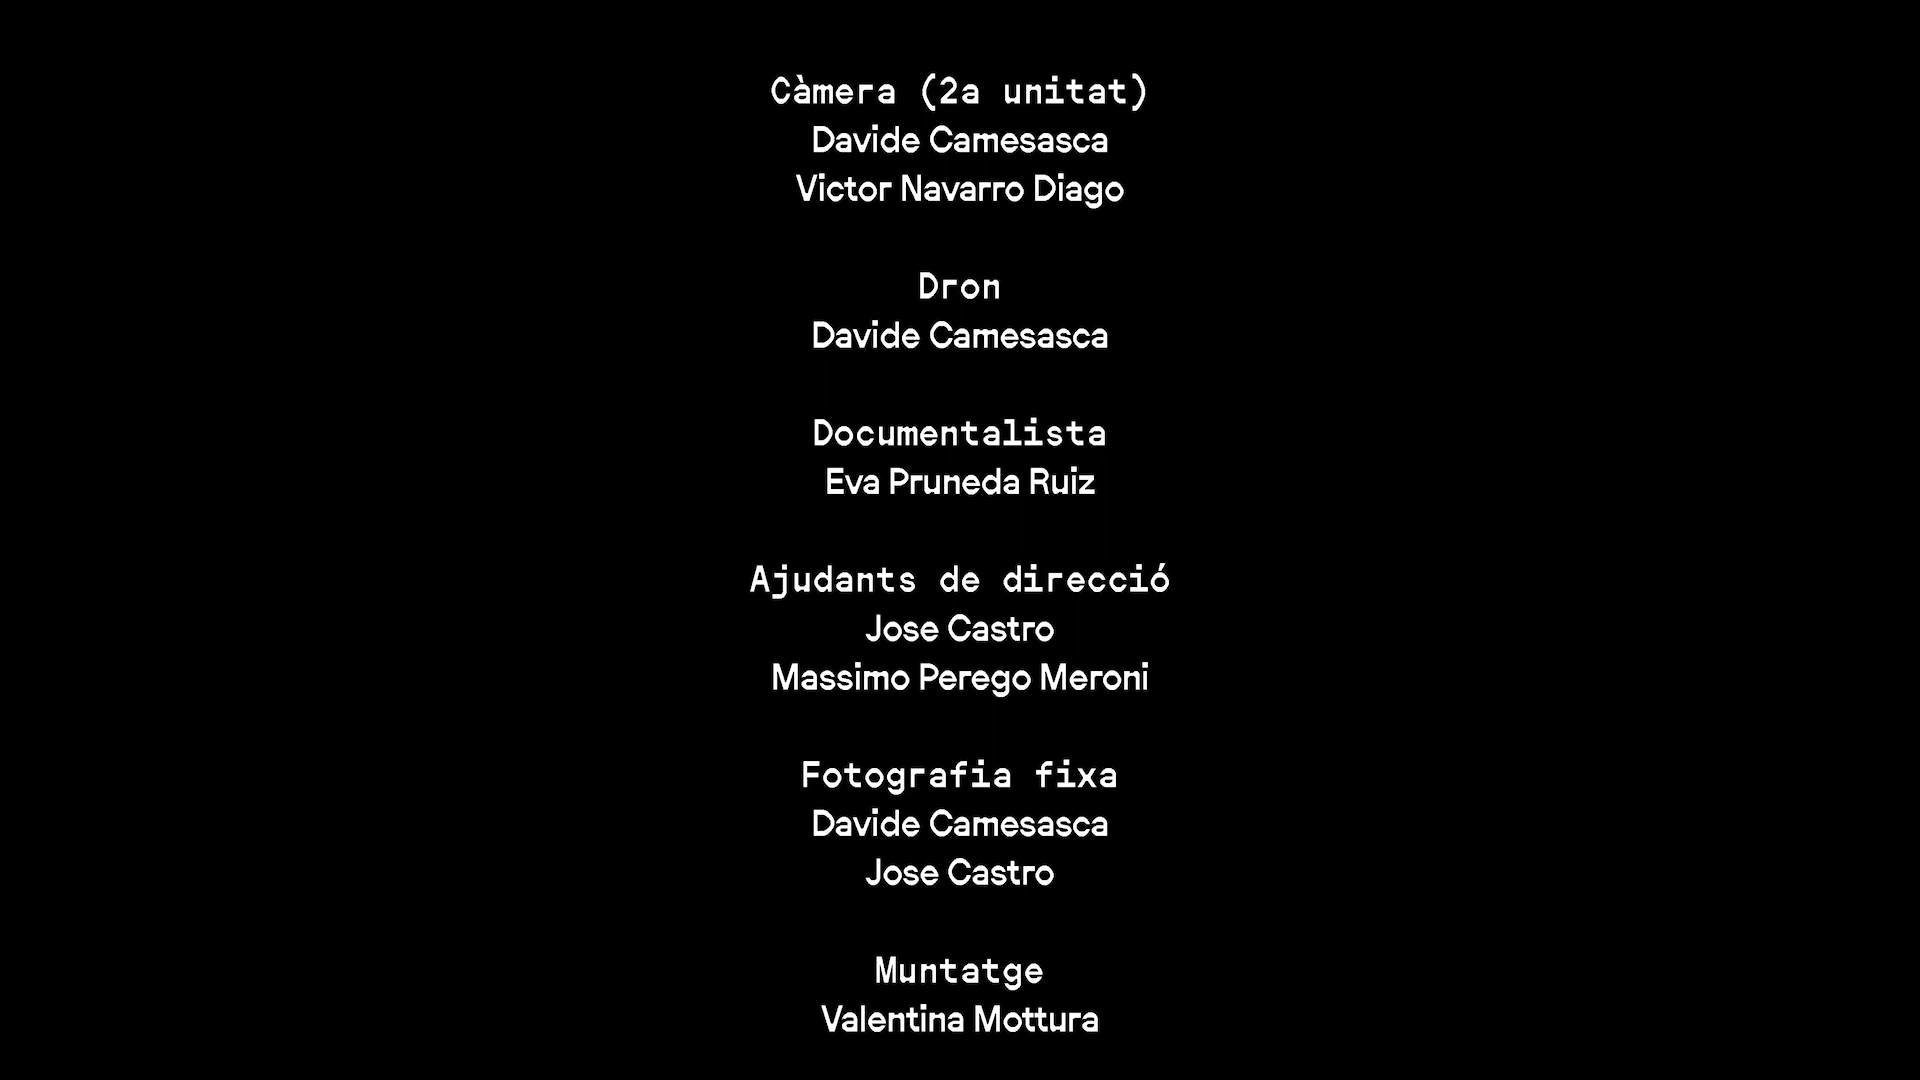 Càmera (2a unitat)
Davide Camesasca
Victor Navarro Diago
Dron
Davide Camesasca
Documentalista
Eva Pruneda Ruiz
Ajudants de direcció
Jose Castro
Massimo Perego Meroni
Fotografia fixa
Davide Camesasca
Jose Castro
Muntatge
Valentina Mottura